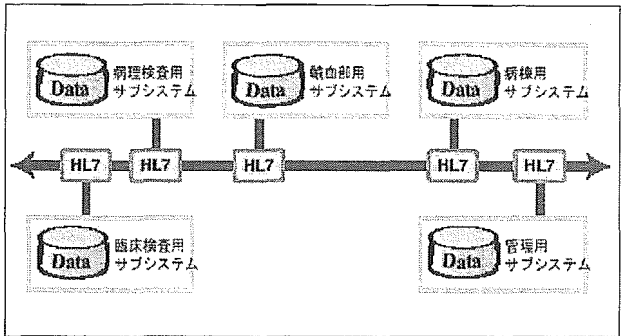 Data
病理検査用
サブシステム
Data
輸血部用
サブシステム
Data
病棟用
サブシステム
HL7
HL7
HL7
HL7
HL7
Data
臨床検査用
サブシステム
Data
管理用
サブシステム